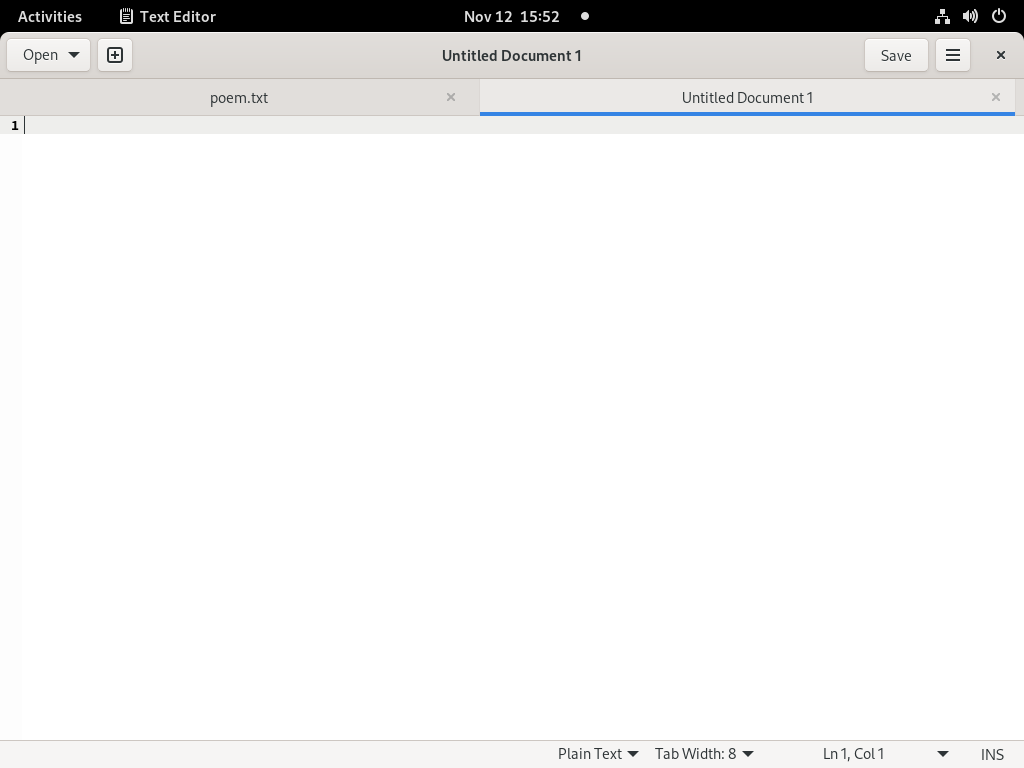 Activities Text Editor Nov 12 15:52
Open Untitled Document 1 Save
poem.txt Untitled Document 1
1
Plain Text Tab Width: 8 Ln 1, Col 1 INS